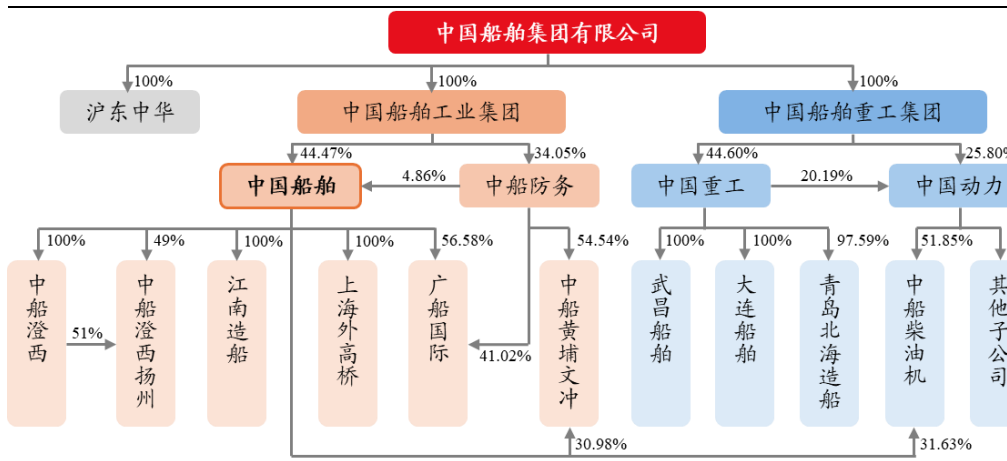 中国船舶集团有限公司
100%
100%
100%
沪东中华
中国船舶工业集团
中国船舶重工集团
44.47%
34.05%
44.60%
25.80%
中国船舶
4.86%
中船防务
中国重工
20.19%
中国动力
100%
49%
100%
100%
56.58%
54.54%
100%
100%
97.59%
51.85%
中船澄西
51%
中船澄西扬州
江南造船
上海外高桥
广船国际
41.02%
中船黄埔文冲
武昌船舶
大连船舶
青岛北海造船
中船柴油机
其他子公司
30.98%
31.63%